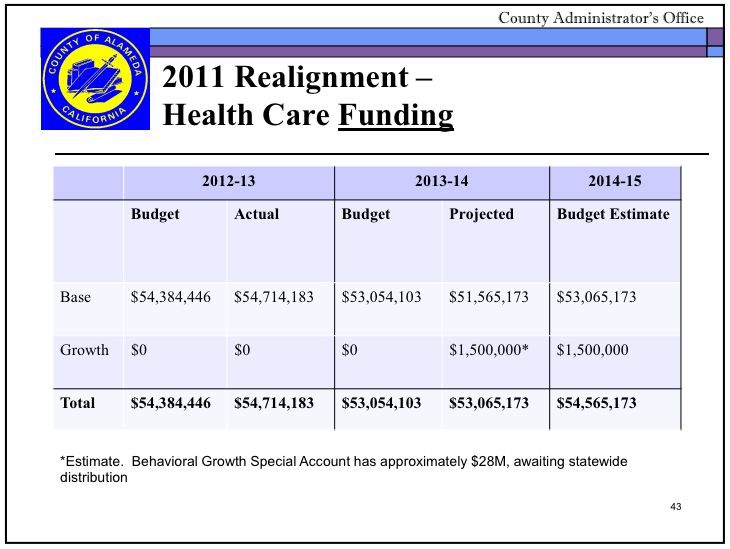 County Administrator's Office
COUNTY OF ALAMEDA
CALIFORNIA
2011 Realignment –
Health Care Funding
2012-13 2013-14 2014-15
Budget Actual Budget Projected Budget Estimate
Base $54,384,446 $54,714,183 $53,054,103 $51,565,173 $53,065,173
Growth $0 $0 $0 $1,500,000* $1,500,000
Total $54,384,446 $54,714,183 $53,054,103 $53,065,173 $54,565,173
*Estimate.  Behavioral Growth Special Account has approximately $28M, awaiting statewide
distribution
43